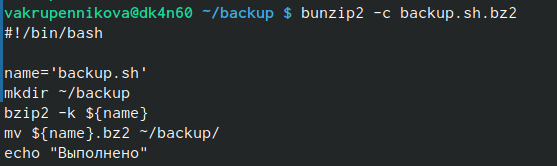 vakrupennikova@dk4n60 ~/backup $ bunzip2 -c backup.sh.bz2
#!/bin/bash

name='backup.sh'
mkdir ~/backup
bzip2 -k ${name}
mv ${name}.bz2 ~/backup/
echo "Выполнено"